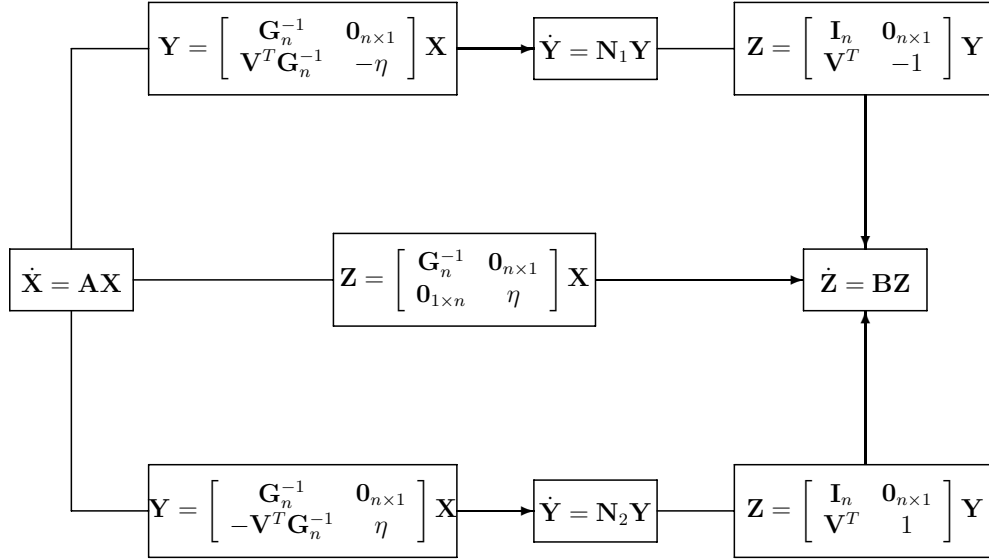 Y = [ G_n^{-1} 0_{n×1} ; V^T G_n^{-1} −η ] X
Ẏ = N_1 Y
Z = [ I_n 0_{n×1} ; V^T −1 ] Y
Ẋ = AX
Z = [ G_n^{-1} 0_{n×1} ; 0_{1×n} η ] X
Ż = BZ
Y = [ G_n^{-1} 0_{n×1} ; −V^T G_n^{-1} η ] X
Ẏ = N_2 Y
Z = [ I_n 0_{n×1} ; V^T 1 ] Y